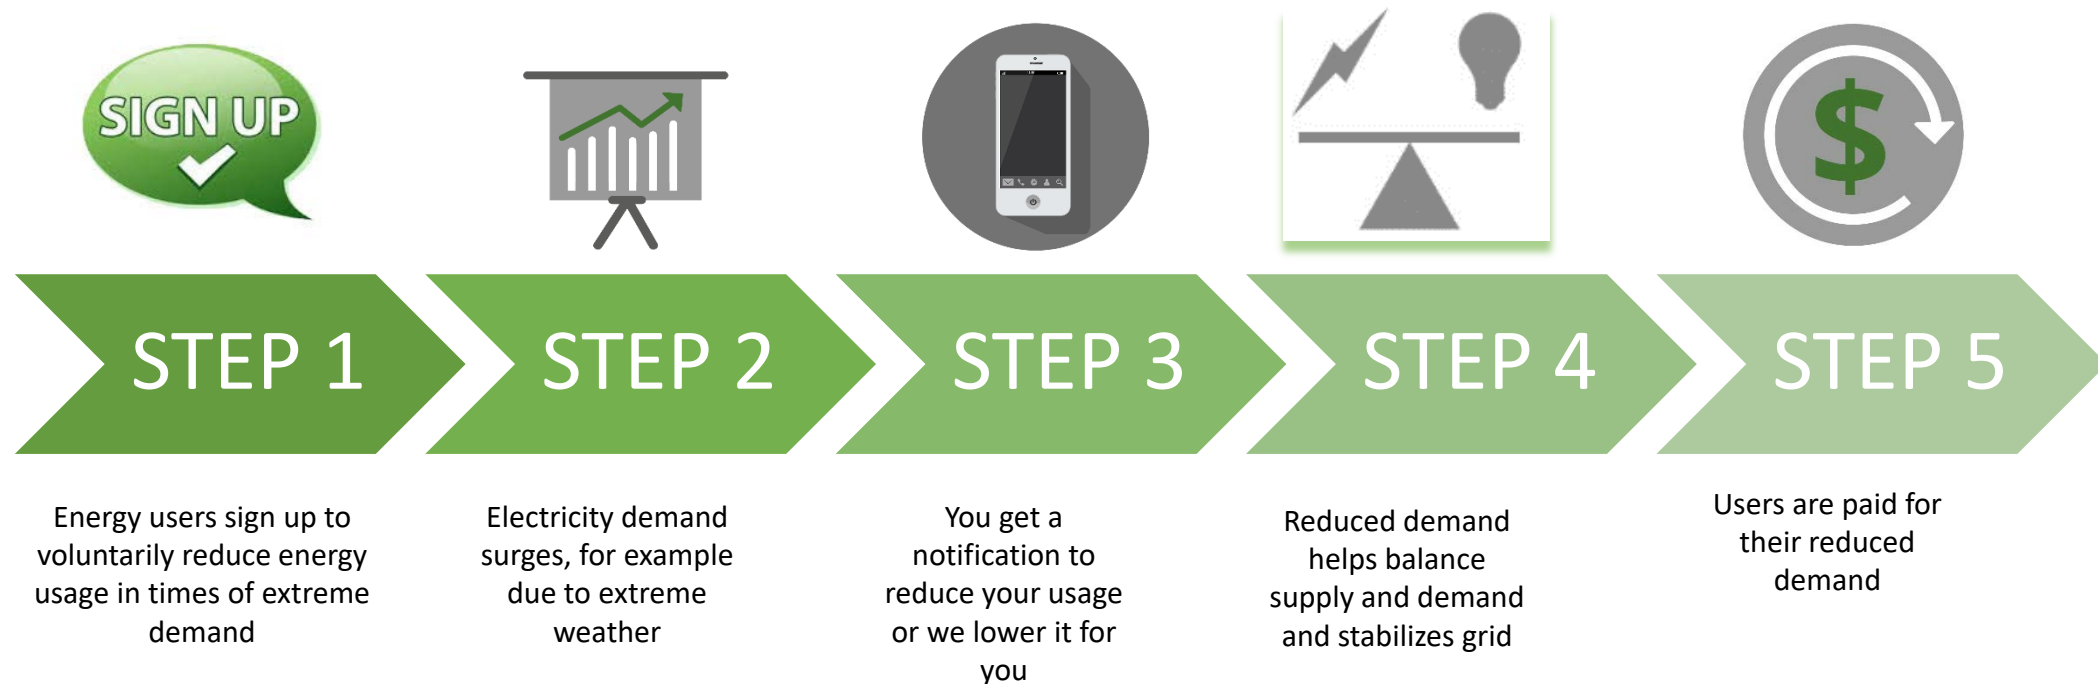 SIGN UP
STEP 1
STEP 2
STEP 3
STEP 4
STEP 5
Energy users sign up to
voluntarily reduce energy
usage in times of extreme
demand
Electricity demand
surges, for example
due to extreme
weather
You get a
notification to
reduce your usage
or we lower it for
you
Reduced demand
helps balance
supply and demand
and stabilizes grid
Users are paid for
their reduced
demand